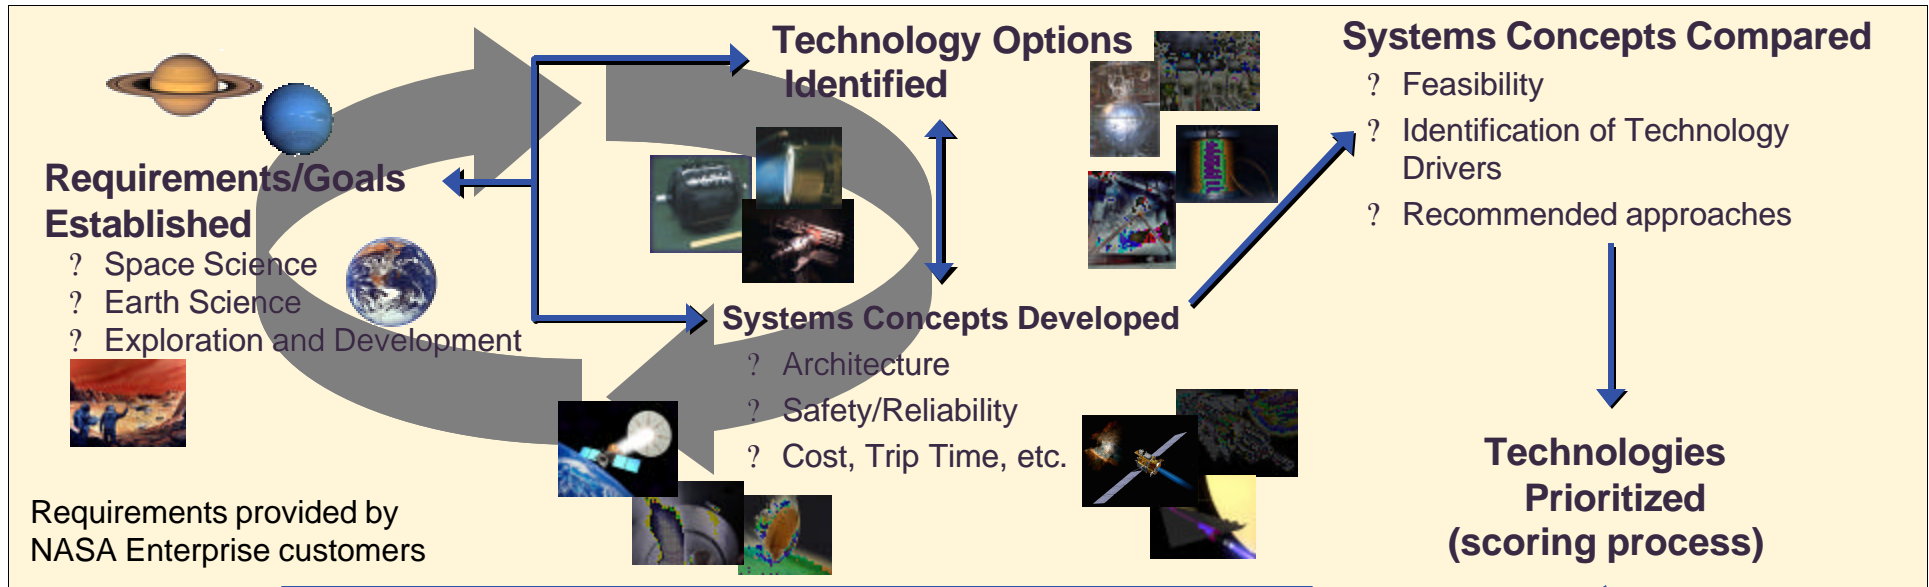 Requirements/Goals
Established
? Space Science
? Earth Science
? Exploration and Development
Requirements provided by
NASA Enterprise customers
Technology Options
Identified
Systems Concepts Developed
? Architecture
? Safety/Reliability
? Cost, Trip Time, etc.
Systems Concepts Compared
? Feasibility
? Identification of Technology
Drivers
? Recommended approaches
Technologies
Prioritized
(scoring process)